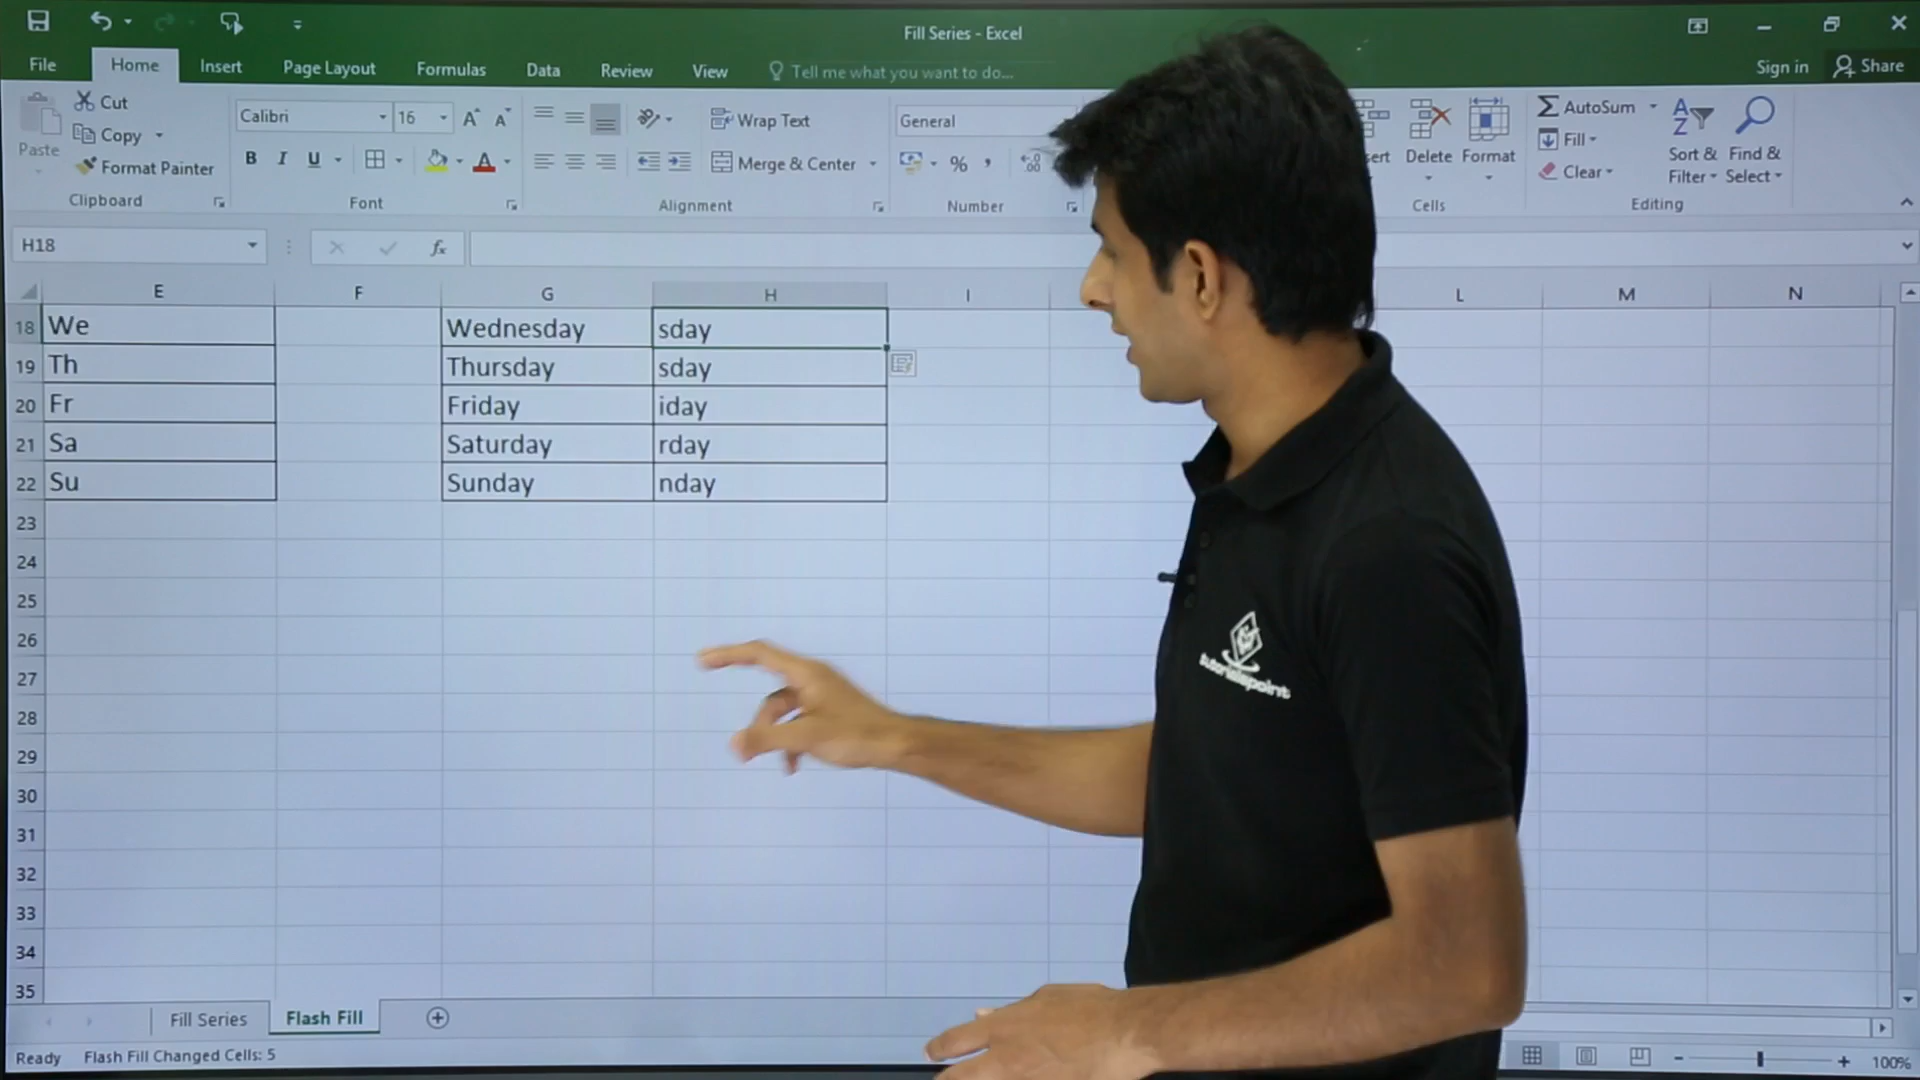 Fill Series - Excel
File Home Insert Page Layout Formulas Data Review View Tell me what you want to do... Sign in Share
Paste Cut Copy Format Painter
Clipboard
Calibri 16
B I U A
Font
Wrap Text
Merge & Center
Alignment
General
% ,
Number
Delete Format
Cells
AutoSum
Fill
Clear
Sort & Filter
Find & Select
Editing
H18 fx
E F G H I L M N
18 We Wednesday sday
19 Th Thursday sday
20 Fr Friday iday
21 Sa Saturday rday
22 Su Sunday nday
23
24
25
26
27
28
29
30
31
32
33
34
35
tutorialspoint
Fill Series Flash Fill
Ready Flash Fill Changed Cells: 5 100%